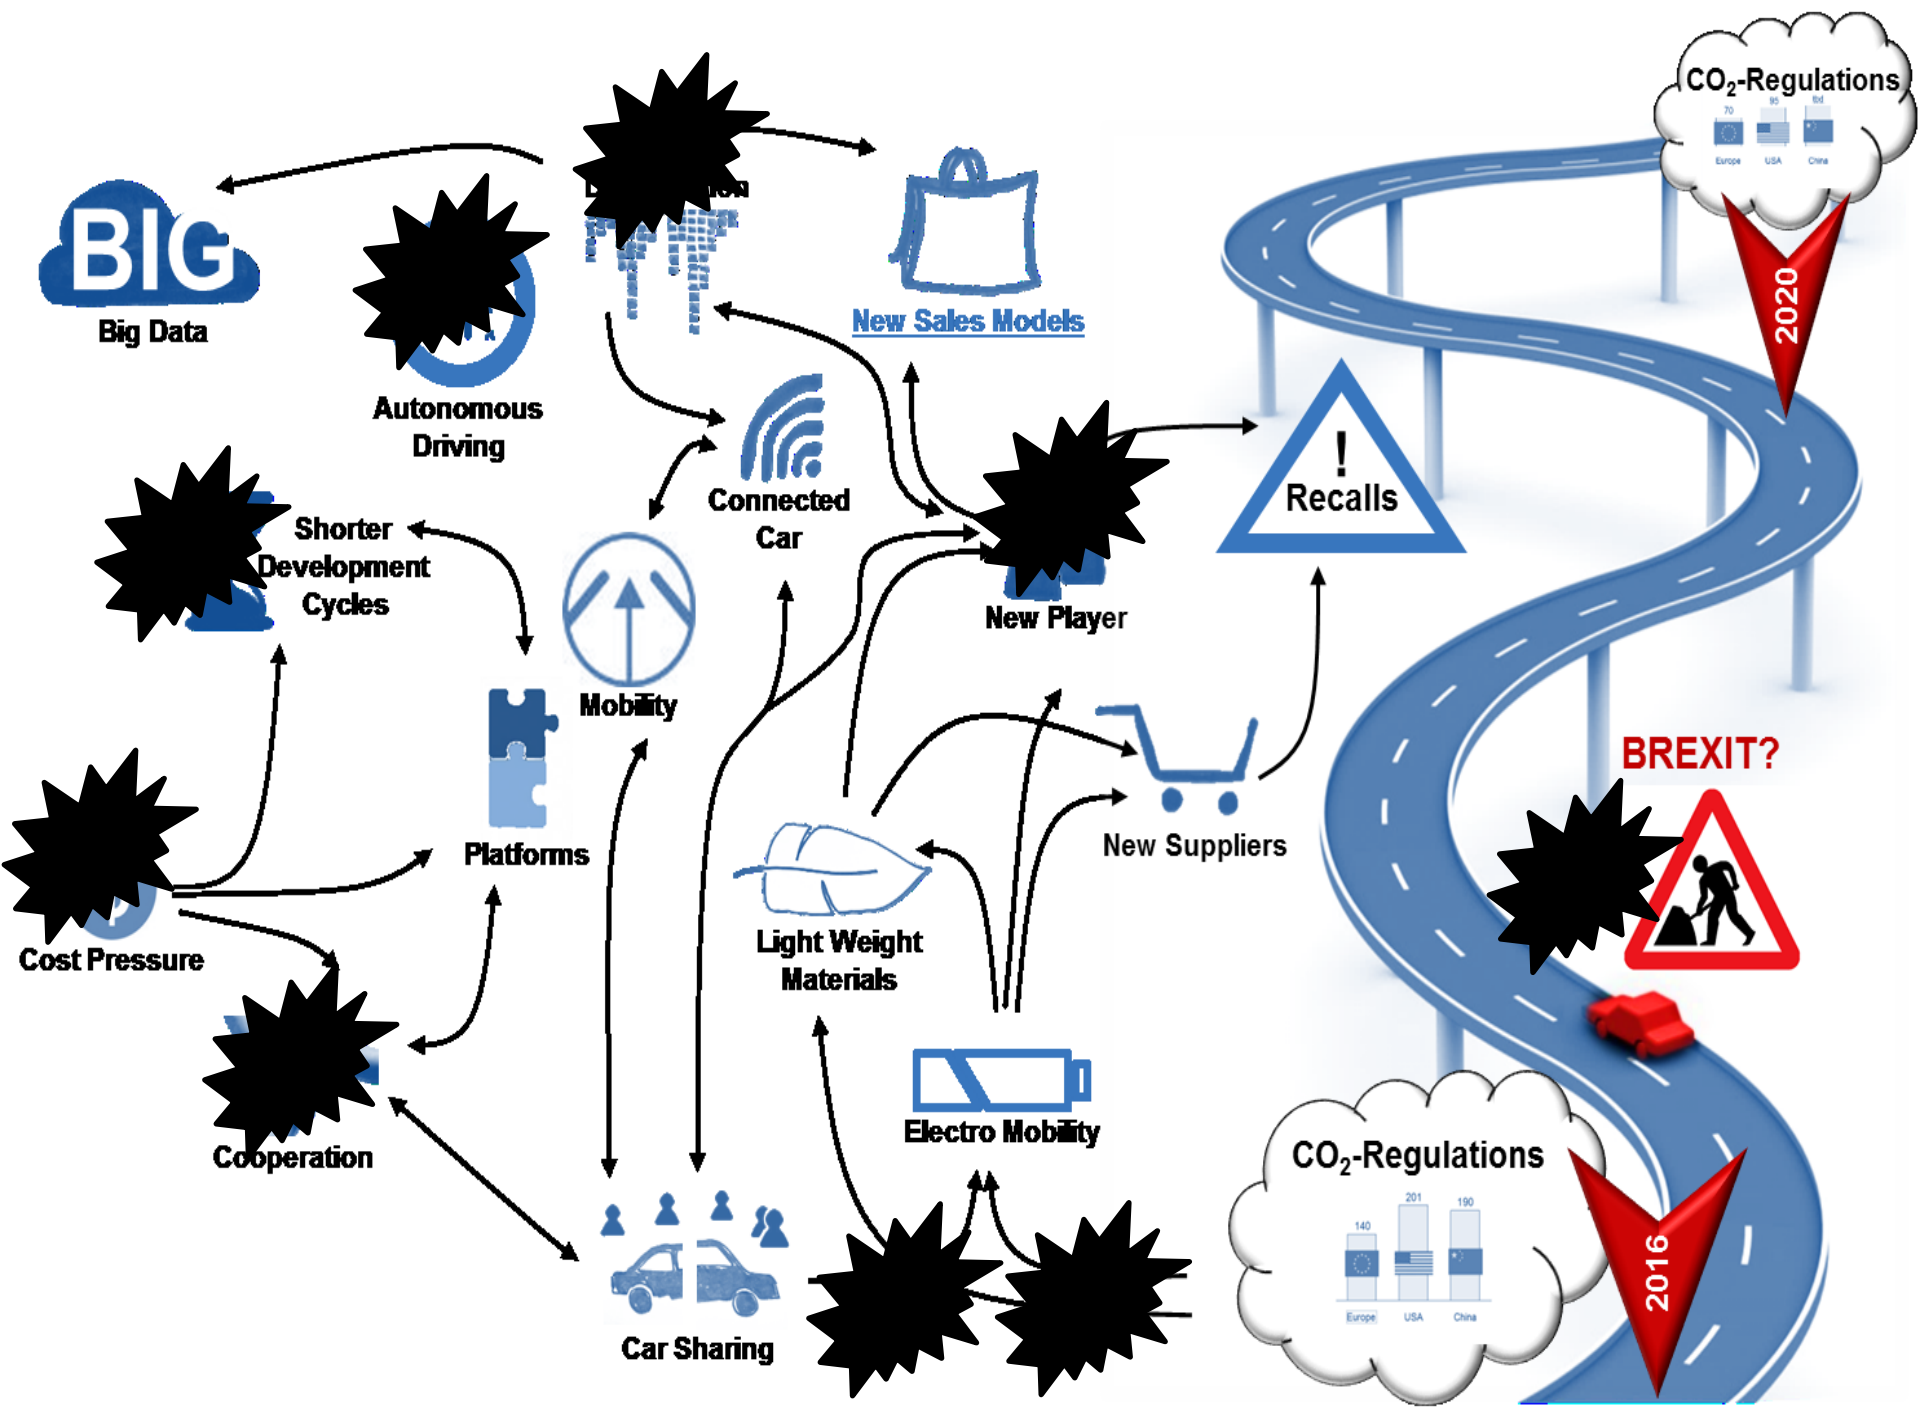 CO2-Regulations
70
95
tbd
Europe
USA
China
2020
BIG
Big Data
New Sales Models
Autonomous
Driving
Connected
Car
!
Recalls
Shorter
Development
Cycles
New Player
Mobility
BREXIT?
Platforms
New Suppliers
Cost Pressure
Light Weight
Materials
Electro Mobility
Cooperation
CO2-Regulations
140
201
190
Europe
USA
China
2016
Car Sharing